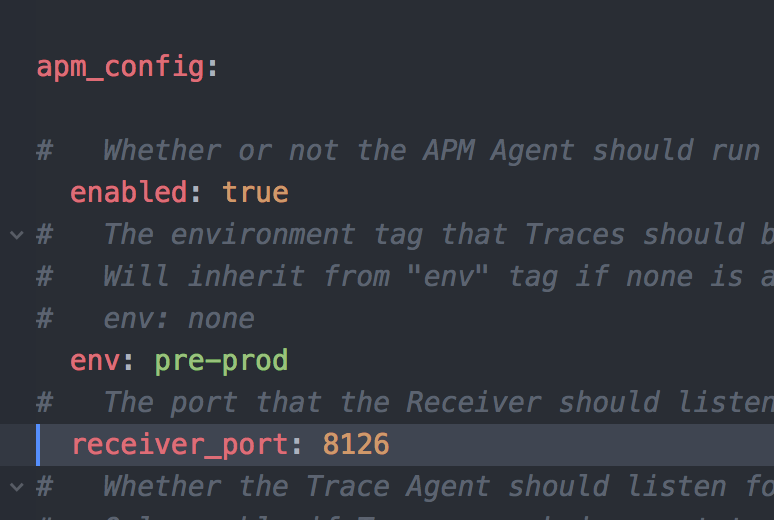 apm_config:
#   Whether or not the APM Agent should run
  enabled: true
#   The environment tag that Traces should
#   Will inherit from "env" tag if none is
#   env: none
  env: pre-prod
#   The port that the Receiver should listen
  receiver_port: 8126
#   Whether the Trace Agent should listen